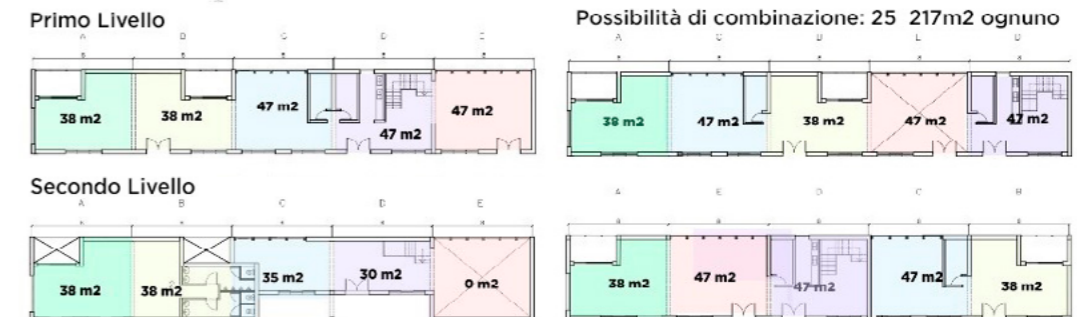 Primo Livello
A B C D E
38 m2 38 m2 47 m2 47 m2 47 m2
Secondo Livello
A B C D E
38 m2 38 m2 35 m2 30 m2 0 m2
Possibilità di combinazione: 25 217m2 ognuno
A C B E D
38 m2 47 m2 38 m2 47 m2 47 m2
A E D C B
38 m2 47 m2 47 m2 47 m2 38 m2